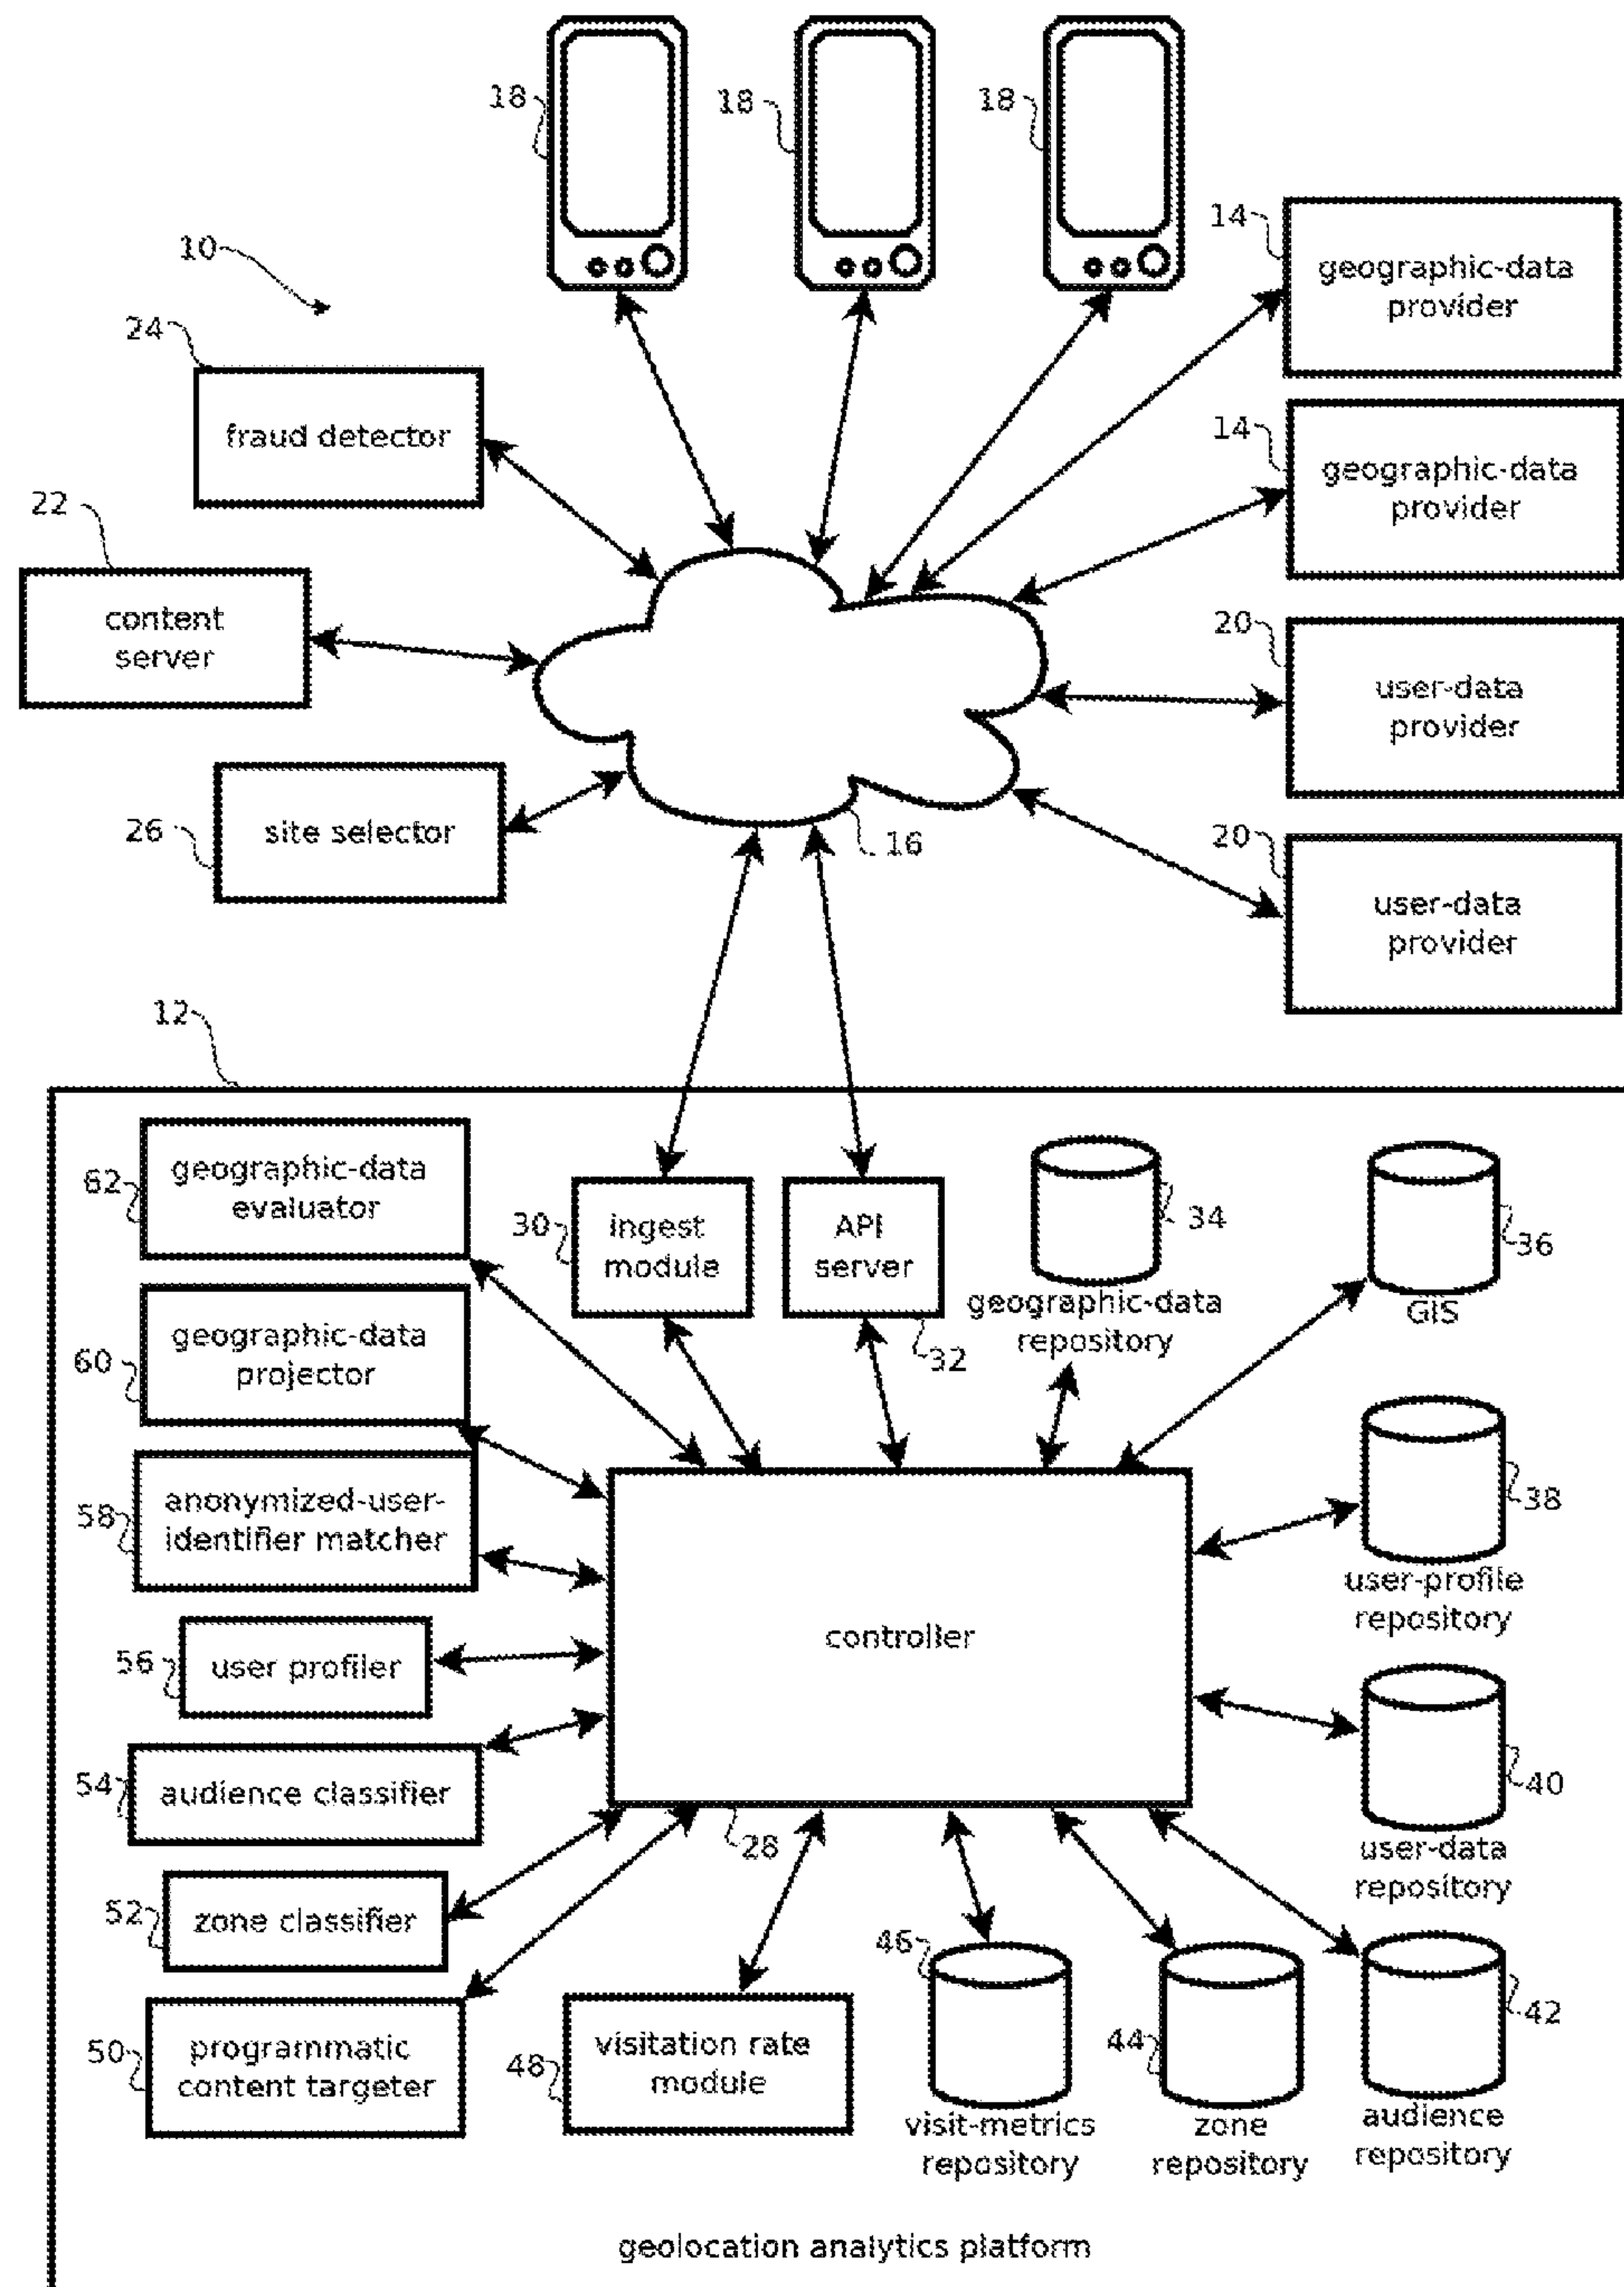 18
18
18
14
geographic-data
provider
10
24
fraud detector
14
geographic-data
provider
22
content
server
20
user-data
provider
26
site selector
16
20
user-data
provider
12
62
geographic-data
evaluator
30
ingest
module
API
server
32
34
geographic-data
repository
36
GIS
60
geographic-data
projector
58
anonymized-user-
identifier matcher
38
user-profile
repository
controller
28
56
user profiler
54
audience classifier
40
user-data
repository
52
zone classifier
50
programmatic
content targeter
48
visitation rate
module
46
visit-metrics
repository
44
zone
repository
42
audience
repository
geolocation analytics platform